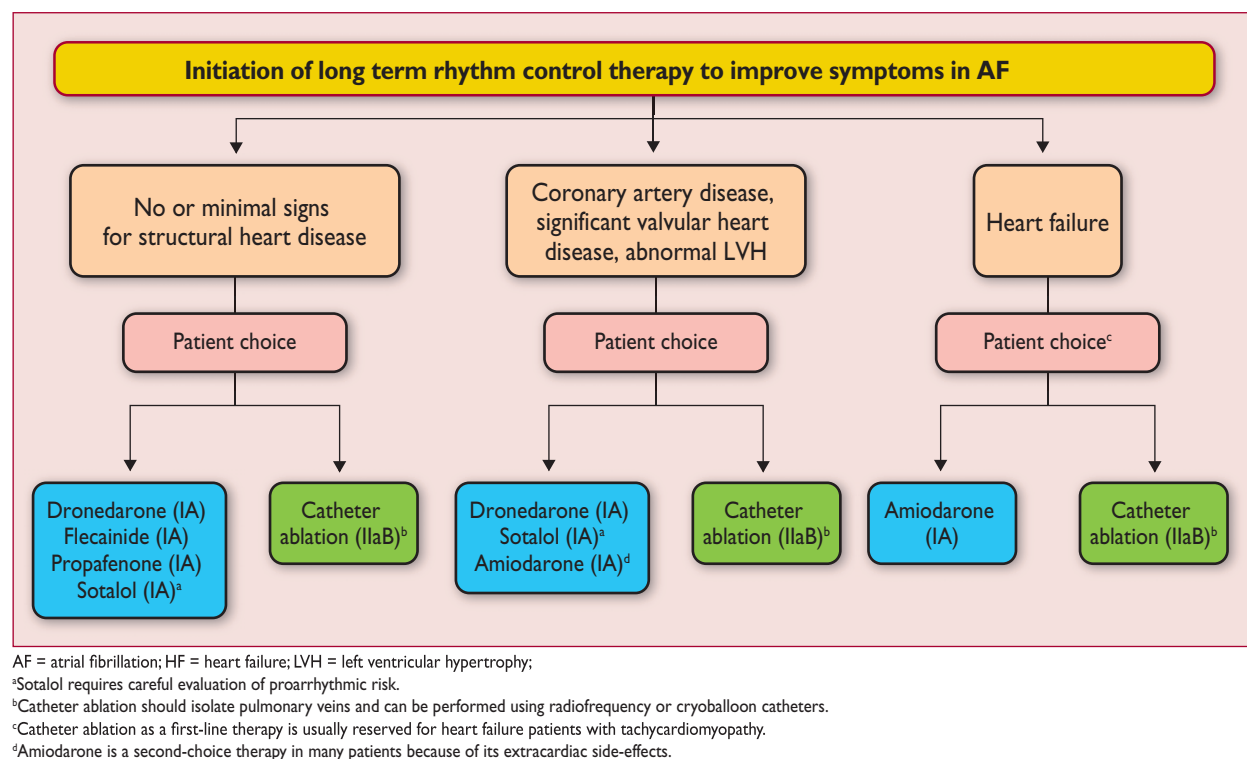 Initiation of long term rhythm control therapy to improve symptoms in AF
No or minimal signs
for structural heart disease
Coronary artery disease,
significant valvular heart
disease, abnormal LVH
Heart failure
Patient choice
Patient choice
Patient choiceᶜ
Dronedarone (IA)
Flecainide (IA)
Propafenone (IA)
Sotalol (IA)ᵃ
Catheter
ablation (IIaB)ᵇ
Dronedarone (IA)
Sotalol (IA)ᵃ
Amiodarone (IA)ᵈ
Catheter
ablation (IIaB)ᵇ
Amiodarone
(IA)
Catheter
ablation (IIaB)ᵇ
AF = atrial fibrillation; HF = heart failure; LVH = left ventricular hypertrophy;
ᵃSotalol requires careful evaluation of proarrhythmic risk.
ᵇCatheter ablation should isolate pulmonary veins and can be performed using radiofrequency or cryoballoon catheters.
ᶜCatheter ablation as a first-line therapy is usually reserved for heart failure patients with tachycardiomyopathy.
ᵈAmiodarone is a second-choice therapy in many patients because of its extracardiac side-effects.